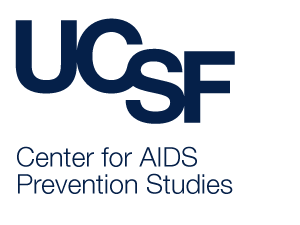 UCSF
Center for AIDS
Prevention Studies